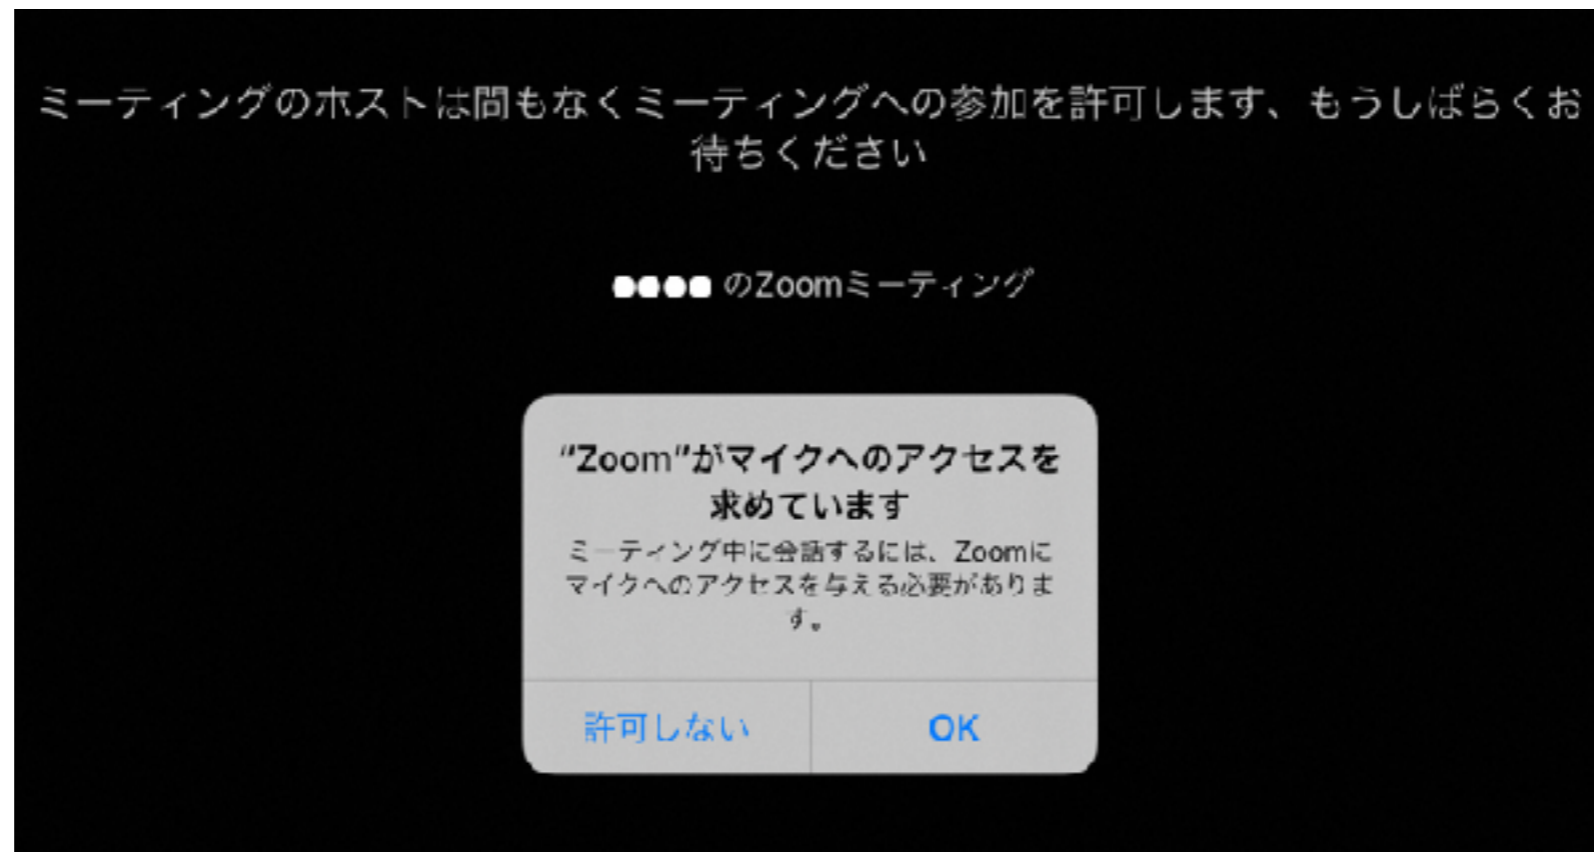 ミーティングのホストは間もなくミーティングへの参加を許可します、もうしばらくお
待ちください
●●●● のZoomミーティング
"Zoom"がマイクへのアクセスを
求めています
ミーティング中に会話するには、Zoomに
マイクへのアクセスを与える必要がありま
す。
許可しない
OK